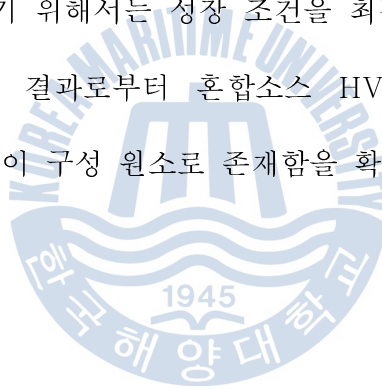 기 위해서는 성장 조건을 최
결과로부터 혼합소스 HV
이 구성 원소로 존재함을 확
KOREA MARITIME UNIVERSITY
1945
한국해양대학교